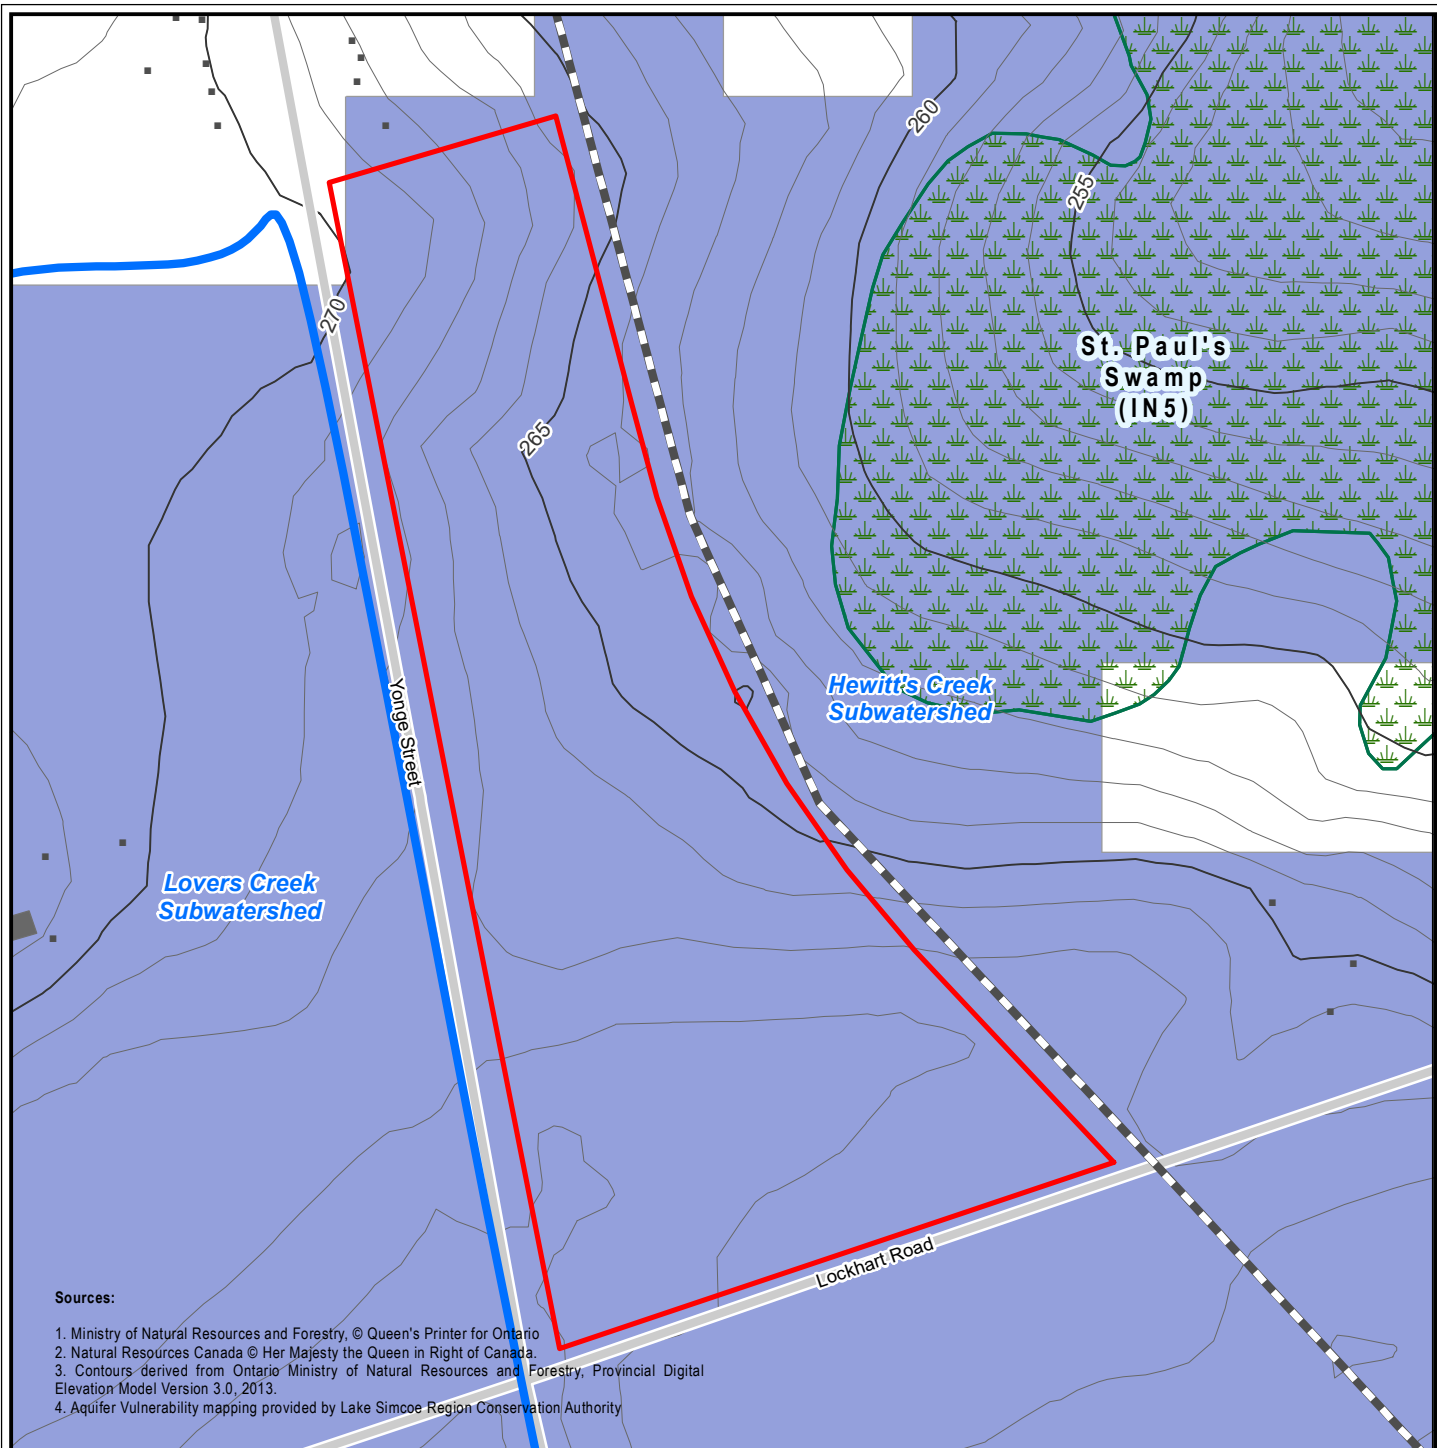 260
255
St. Paul's
Swamp
(IN5)
270
265
Hewitt's Creek
Subwatershed
Yonge Street
Lovers Creek
Subwatershed
Lockhart Road
Sources:
1. Ministry of Natural Resources and Forestry, © Queen's Printer for Ontario
2. Natural Resources Canada © Her Majesty the Queen in Right of Canada.
3. Contours derived from Ontario Ministry of Natural Resources and Forestry, Provincial Digital
Elevation Model Version 3.0, 2013.
4. Aquifer Vulnerability mapping provided by Lake Simcoe Region Conservation Authority